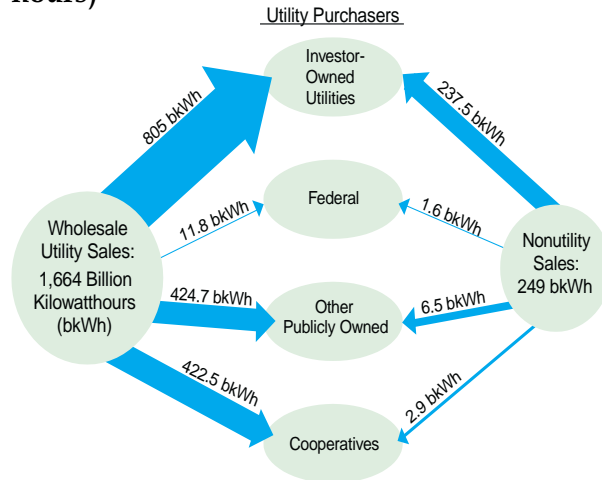 hours)
Utility Purchasers
Investor-
Owned
Utilities
805 bkWh
237.5 bkWh
Federal
11.8 bkWh
1.6 bkWh
Wholesale
Utility Sales:
1,664 Billion
Kilowatthours
(bkWh)
Nonutility
Sales:
249 bkWh
424.7 bkWh
Other
Publicly Owned
6.5 bkWh
422.5 bkWh
2.9 bkWh
Cooperatives